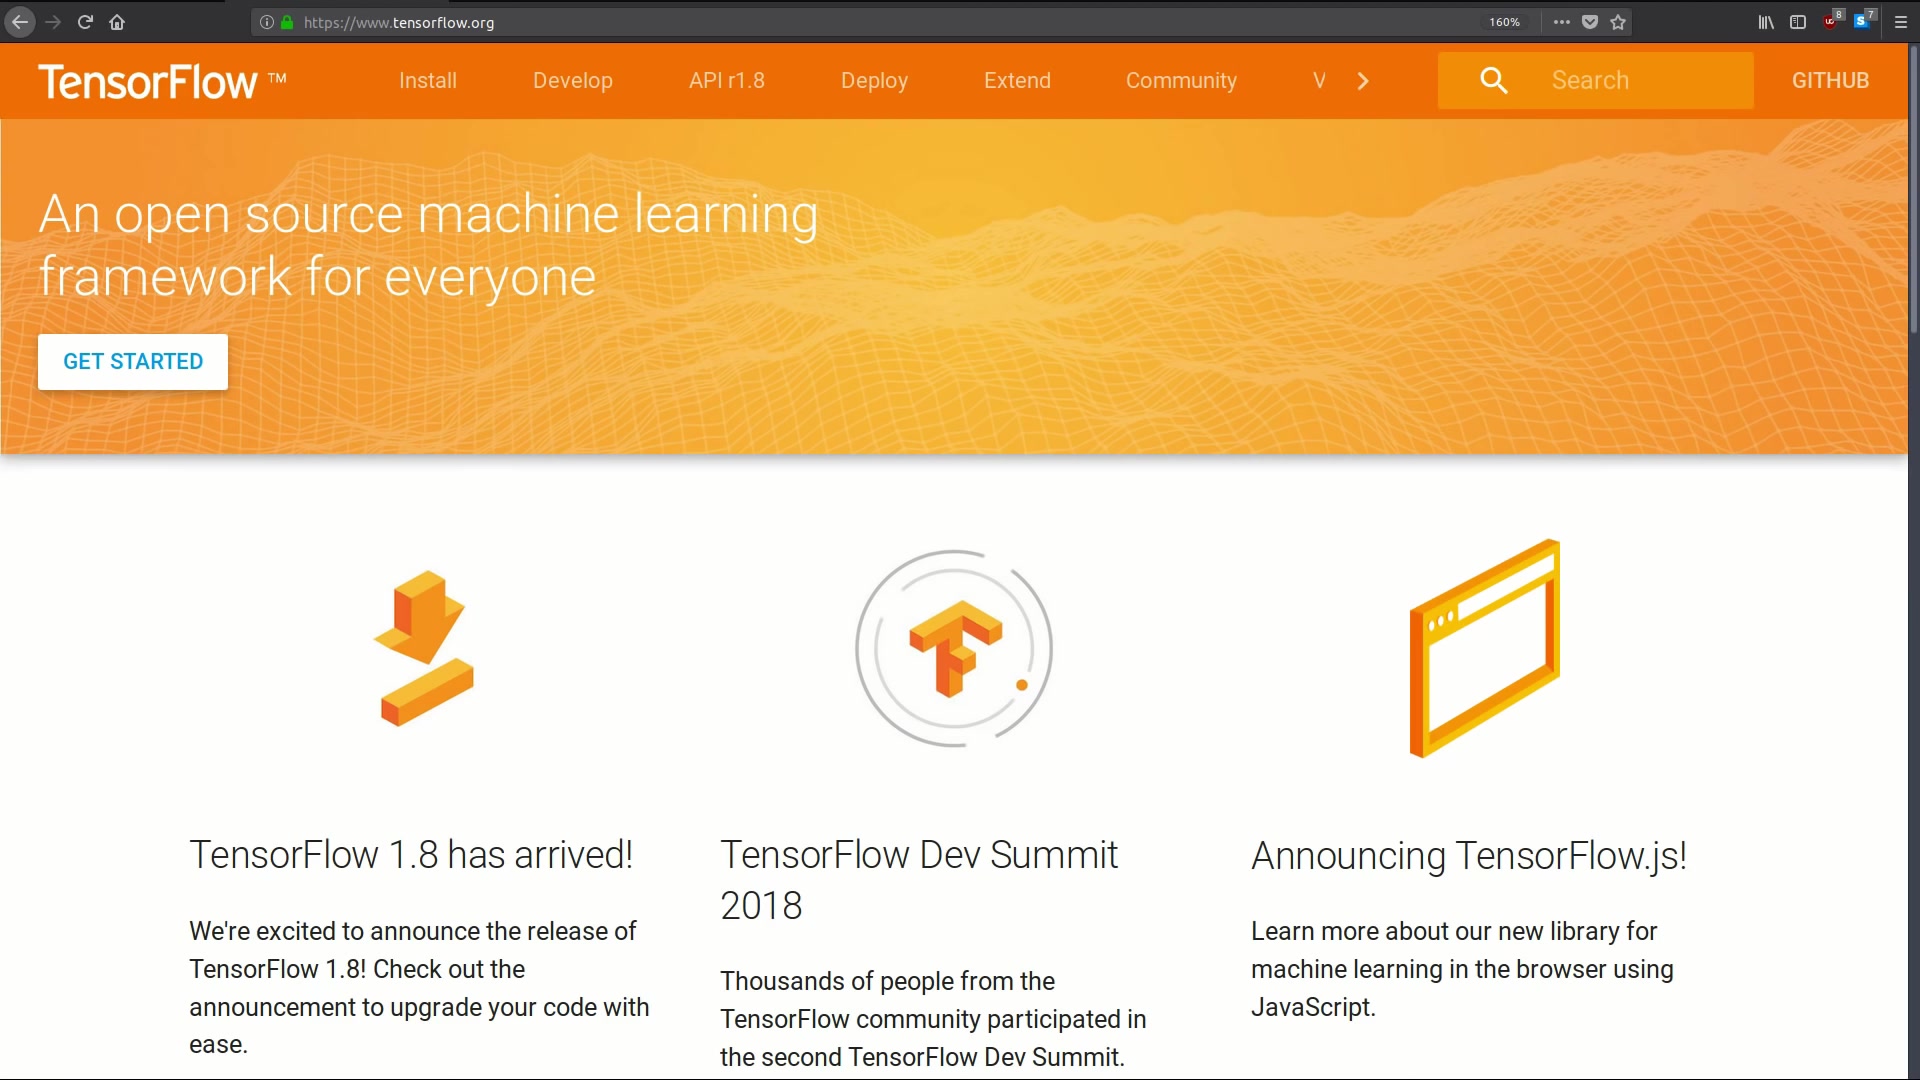 https://www.tensorflow.org
160%
8
7
TensorFlow ™
Install
Develop
API r1.8
Deploy
Extend
Community
V
Search
GITHUB
An open source machine learning
framework for everyone
GET STARTED
TensorFlow 1.8 has arrived!
We're excited to announce the release of
TensorFlow 1.8! Check out the
announcement to upgrade your code with
ease.
TensorFlow Dev Summit
2018
Thousands of people from the
TensorFlow community participated in
the second TensorFlow Dev Summit.
Announcing TensorFlow.js!
Learn more about our new library for
machine learning in the browser using
JavaScript.